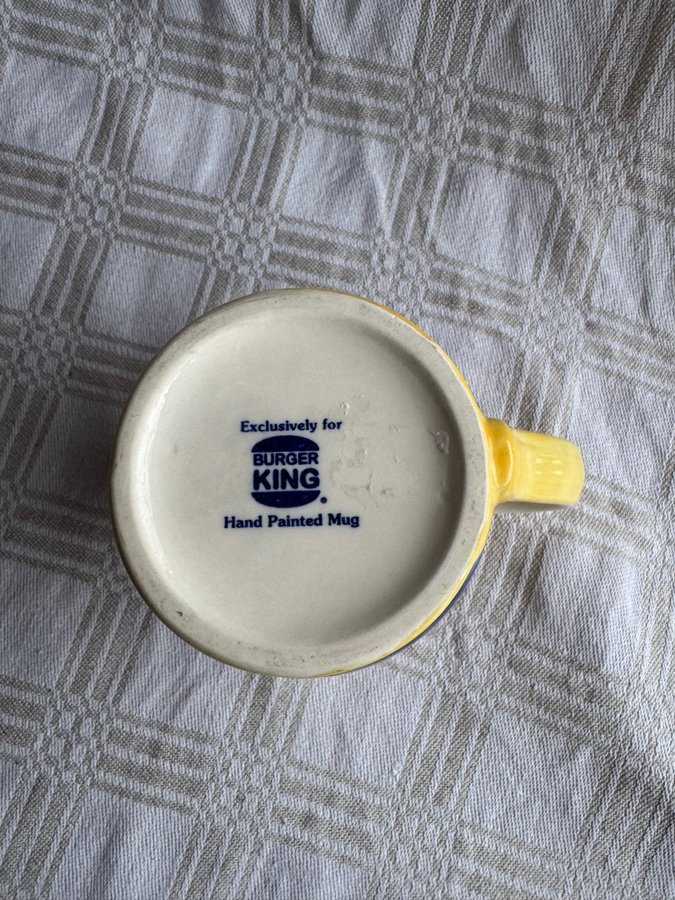 Exclusively for
BURGER
KING®
Hand Painted Mug